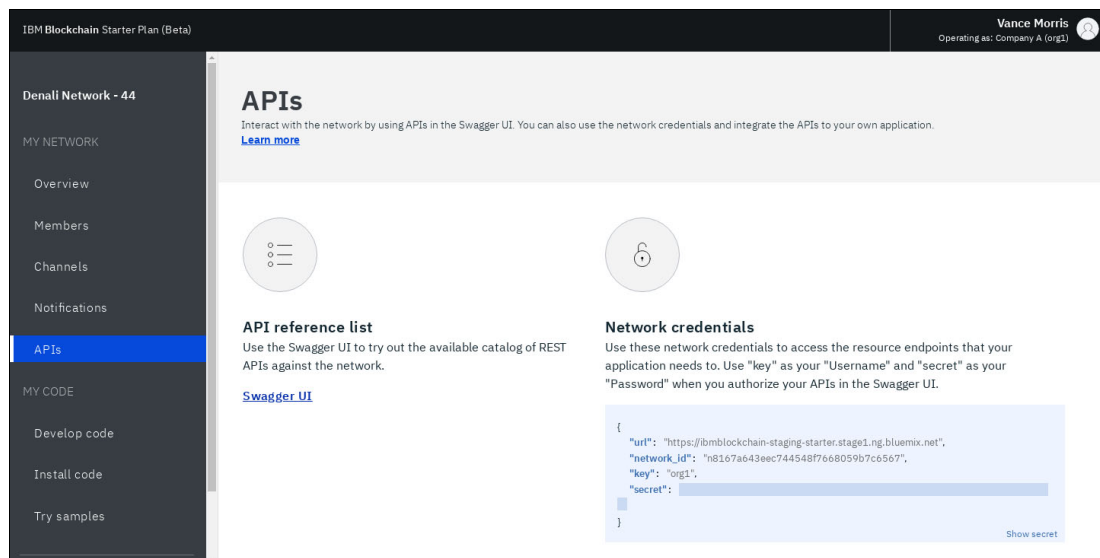 IBM Blockchain Starter Plan (Beta)
Vance Morris
Operating as: Company A (org1)
Denali Network - 44
MY NETWORK
Overview
Members
Channels
Notifications
APIs
MY CODE
Develop code
Install code
Try samples
APIs
Interact with the network by using APIs in the Swagger UI. You can also use the network credentials and integrate the APIs to your own application.
Learn more
API reference list
Use the Swagger UI to try out the available catalog of REST
APIs against the network.
Swagger UI
Network credentials
Use these network credentials to access the resource endpoints that your
application needs to. Use "key" as your "Username" and "secret" as your
"Password" when you authorize your APIs in the Swagger UI.
{
"url": "https://ibmblockchain-staging-starter.stage1.ng.bluemix.net",
"network_id": "n8167a643eec744548f7668059b7c6567",
"key": "org1",
"secret":
}
Show secret